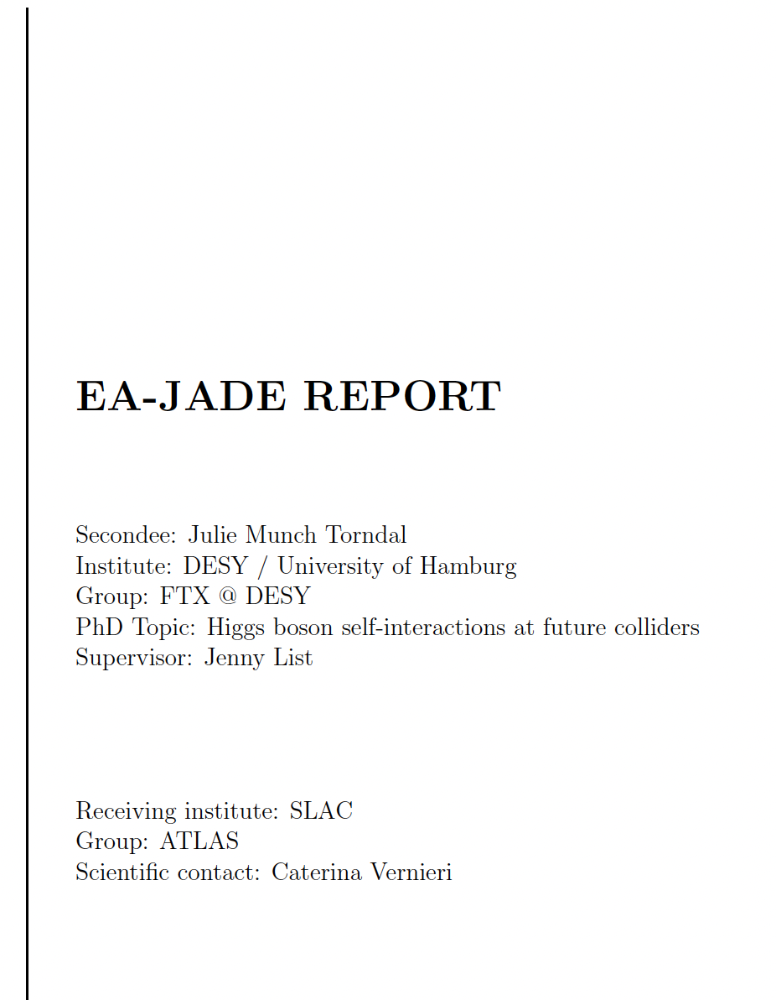 EA-JADE REPORT
Secondee: Julie Munch Torndal
Institute: DESY / University of Hamburg
Group: FTX @ DESY
PhD Topic: Higgs boson self-interactions at future colliders
Supervisor: Jenny List
Receiving institute: SLAC
Group: ATLAS
Scientific contact: Caterina Vernieri